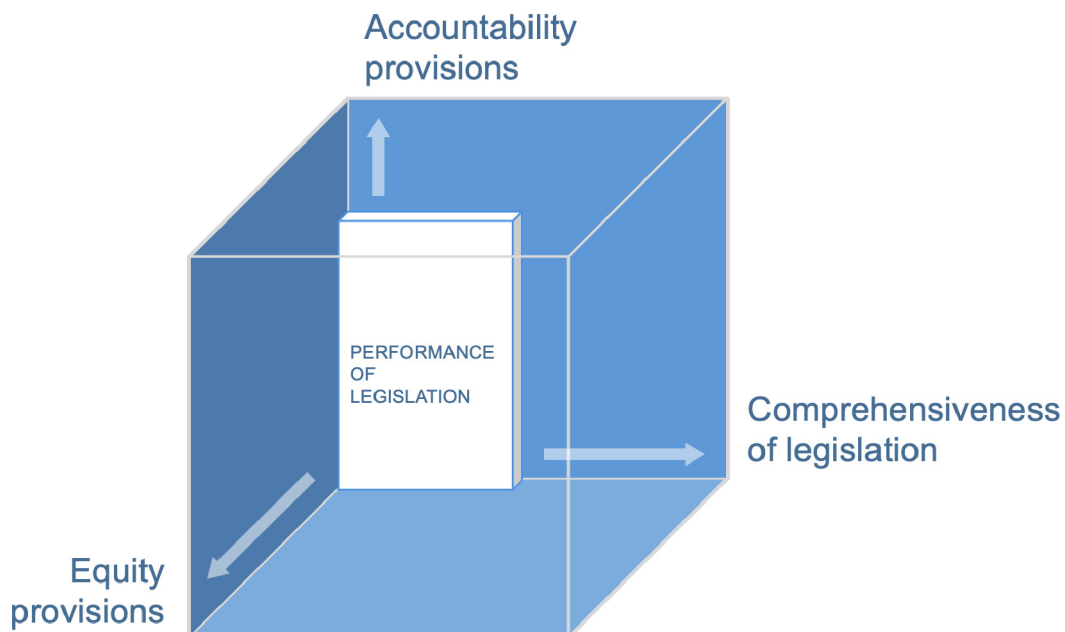 Accountability
provisions
PERFORMANCE
OF
LEGISLATION
Comprehensiveness
of legislation
Equity
provisions